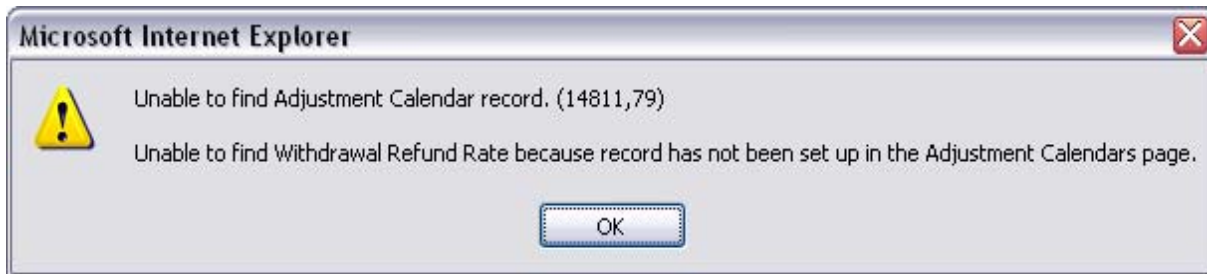 Microsoft Internet Explorer
Unable to find Adjustment Calendar record. (14811,79)
Unable to find Withdrawal Refund Rate because record has not been set up in the Adjustment Calendars page.
OK